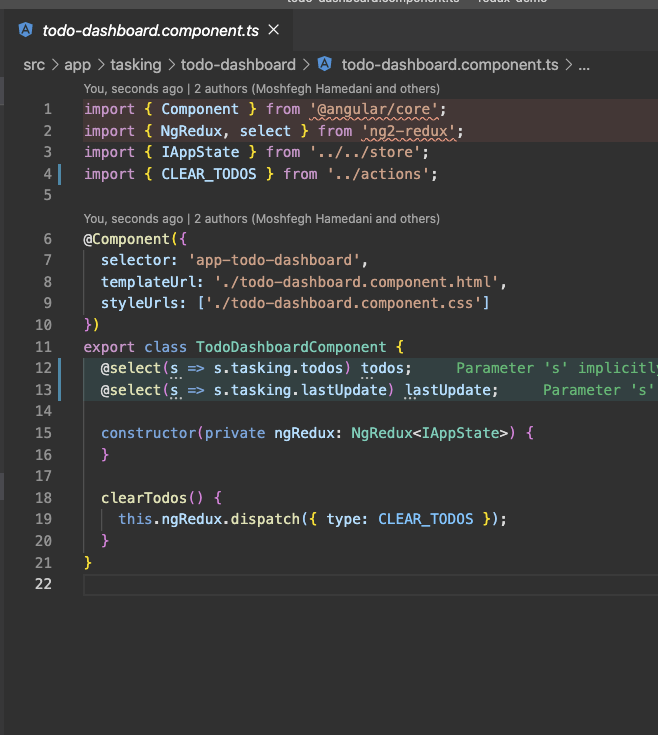 todo-dashboard.component.ts — redux-demo
todo-dashboard.component.ts
src > app > tasking > todo-dashboard > todo-dashboard.component.ts > ...
You, seconds ago | 2 authors (Moshfegh Hamedani and others)
1 import { Component } from '@angular/core';
2 import { NgRedux, select } from 'ng2-redux';
3 import { IAppState } from '../../store';
4 import { CLEAR_TODOS } from '../actions';
5
You, seconds ago | 2 authors (Moshfegh Hamedani and others)
6 @Component({
7 selector: 'app-todo-dashboard',
8 templateUrl: './todo-dashboard.component.html',
9 styleUrls: ['./todo-dashboard.component.css']
10 })
11 export class TodoDashboardComponent {
12 @select(s => s.tasking.todos) todos; Parameter 's' implicitly
13 @select(s => s.tasking.lastUpdate) lastUpdate; Parameter 's'
14
15 constructor(private ngRedux: NgRedux<IAppState>) {
16 }
17
18 clearTodos() {
19 this.ngRedux.dispatch({ type: CLEAR_TODOS });
20 }
21 }
22